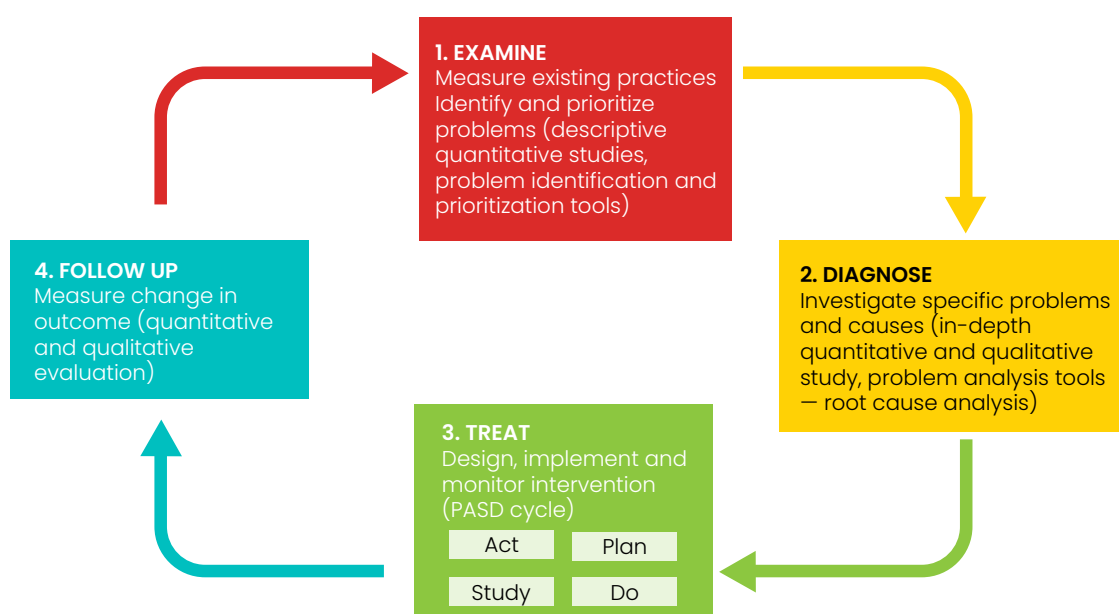 1. EXAMINE
Measure existing practices
Identify and prioritize
problems (descriptive
quantitative studies,
problem identification and
prioritization tools)
2. DIAGNOSE
Investigate specific problems
and causes (in-depth
quantitative and qualitative
study, problem analysis tools
— root cause analysis)
3. TREAT
Design, implement and
monitor intervention
(PASD cycle)
Act
Plan
Study
Do
4. FOLLOW UP
Measure change in
outcome (quantitative
and qualitative
evaluation)